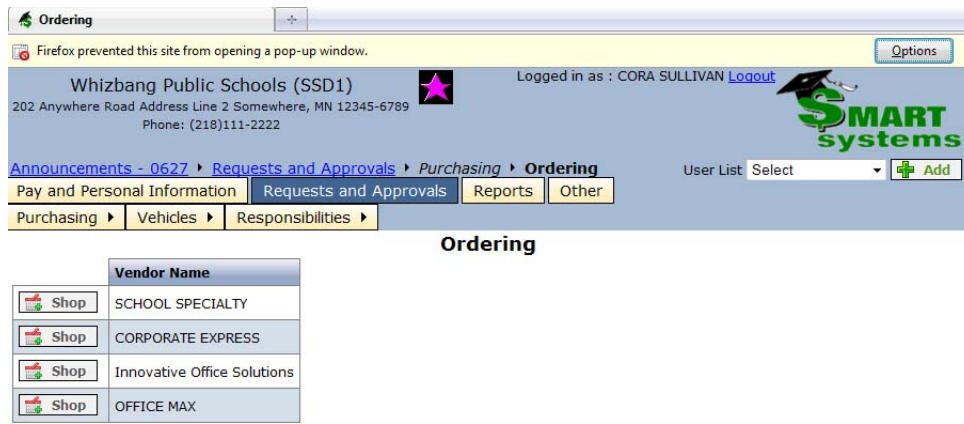 Ordering
Firefox prevented this site from opening a pop-up window. Options
Whizbang Public Schools (SSD1)
202 Anywhere Road Address Line 2 Somewhere, MN 12345-6789
Phone: (218)111-2222
Logged in as : CORA SULLIVAN Logout
SMART
systems
Announcements - 0627 Requests and Approvals Purchasing Ordering
User List Select Add
Pay and Personal Information Requests and Approvals Reports Other
Purchasing Vehicles Responsibilities
Ordering
Vendor Name
Shop SCHOOL SPECIALTY
Shop CORPORATE EXPRESS
Shop Innovative Office Solutions
Shop OFFICE MAX